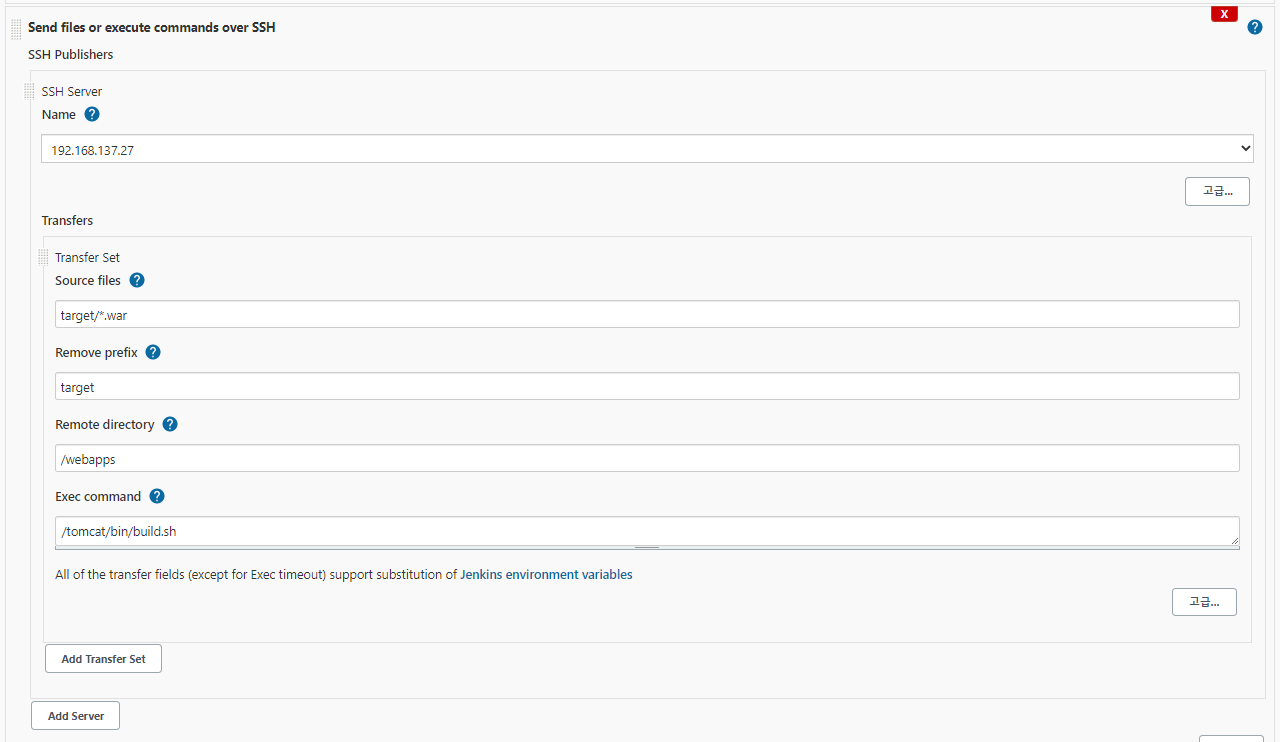 X
Send files or execute commands over SSH
?
SSH Publishers
SSH Server
Name ?
192.168.137.27
고급...
Transfers
Transfer Set
Source files ?
target/*.war
Remove prefix ?
target
Remote directory ?
/webapps
Exec command ?
/tomcat/bin/build.sh
All of the transfer fields (except for Exec timeout) support substitution of Jenkins environment variables
고급...
Add Transfer Set
Add Server